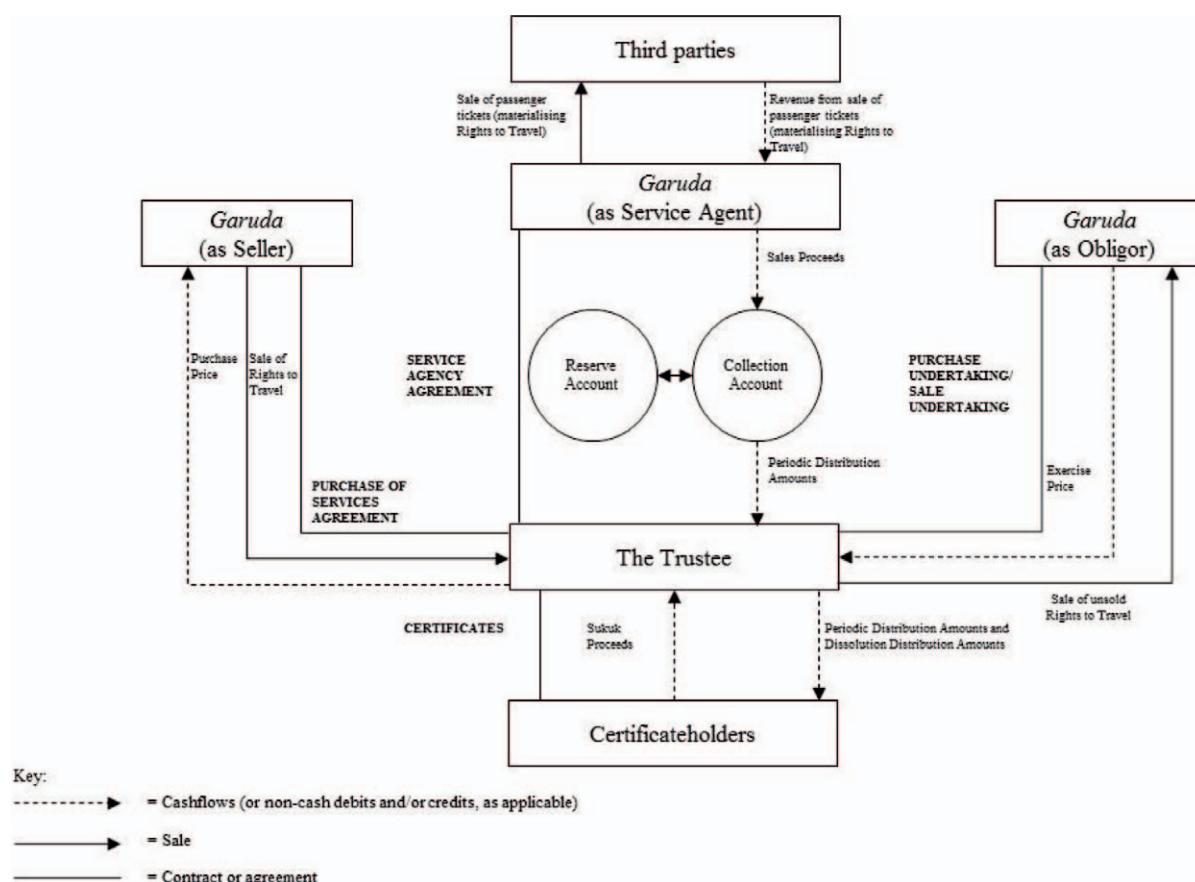 Third parties
Sale of passenger
tickets (materialising
Rights to Travel)
Revenue from sale of
passenger tickets
(materialising Rights to
Travel)
Garuda
(as Service Agent)
Garuda
(as Seller)
Garuda
(as Obligor)
Sales Proceeds
Purchase
Price
Sale of
Rights to
Travel
SERVICE
AGENCY
AGREEMENT
Reserve
Account
Collection
Account
PURCHASE
UNDERTAKING/
SALE
UNDERTAKING
Periodic Distribution
Amounts
Exercise
Price
PURCHASE OF
SERVICES
AGREEMENT
The Trustee
Sale of unsold
Rights to Travel
CERTIFICATES
Sukuk
Proceeds
Periodic Distribution Amounts and
Dissolution Distribution Amounts
Certificateholders
Key:
= Cashflows (or non-cash debits and/or credits, as applicable)
= Sale
= Contract or agreement